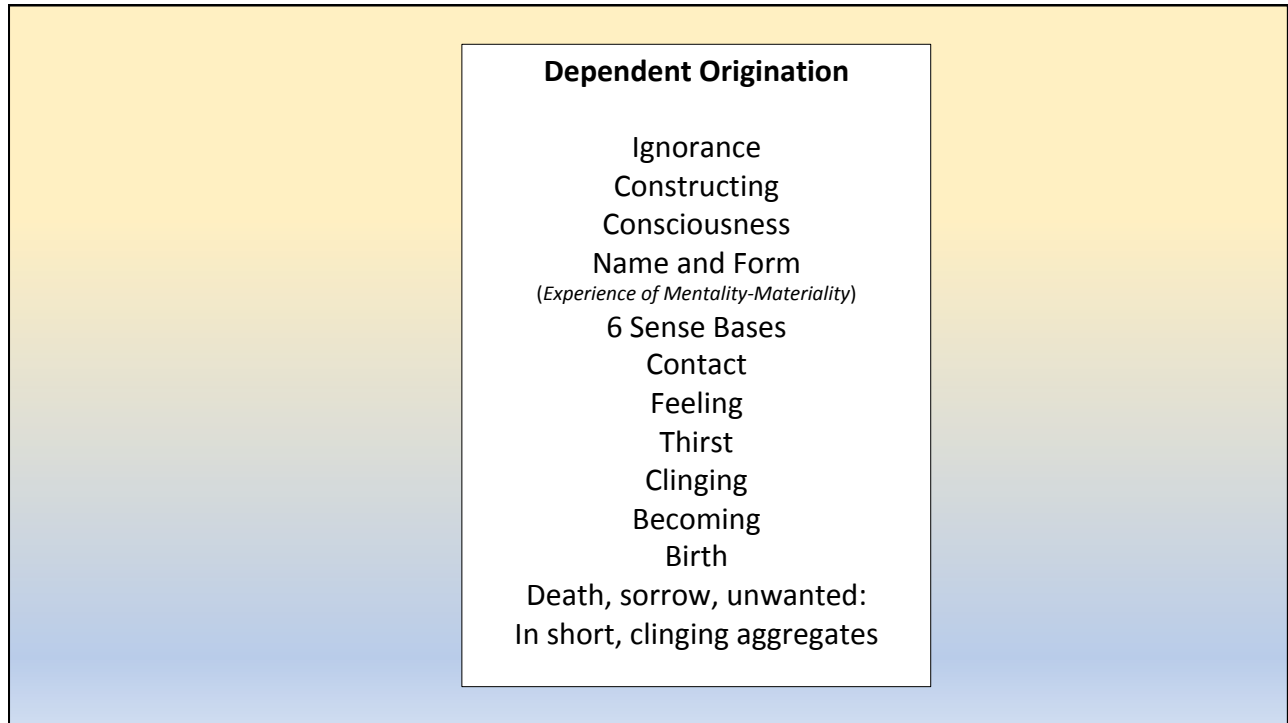 Dependent Origination
Ignorance
Constructing
Consciousness
Name and Form
(Experience of Mentality-Materiality)
6 Sense Bases
Contact
Feeling
Thirst
Clinging
Becoming
Birth
Death, sorrow, unwanted:
In short, clinging aggregates